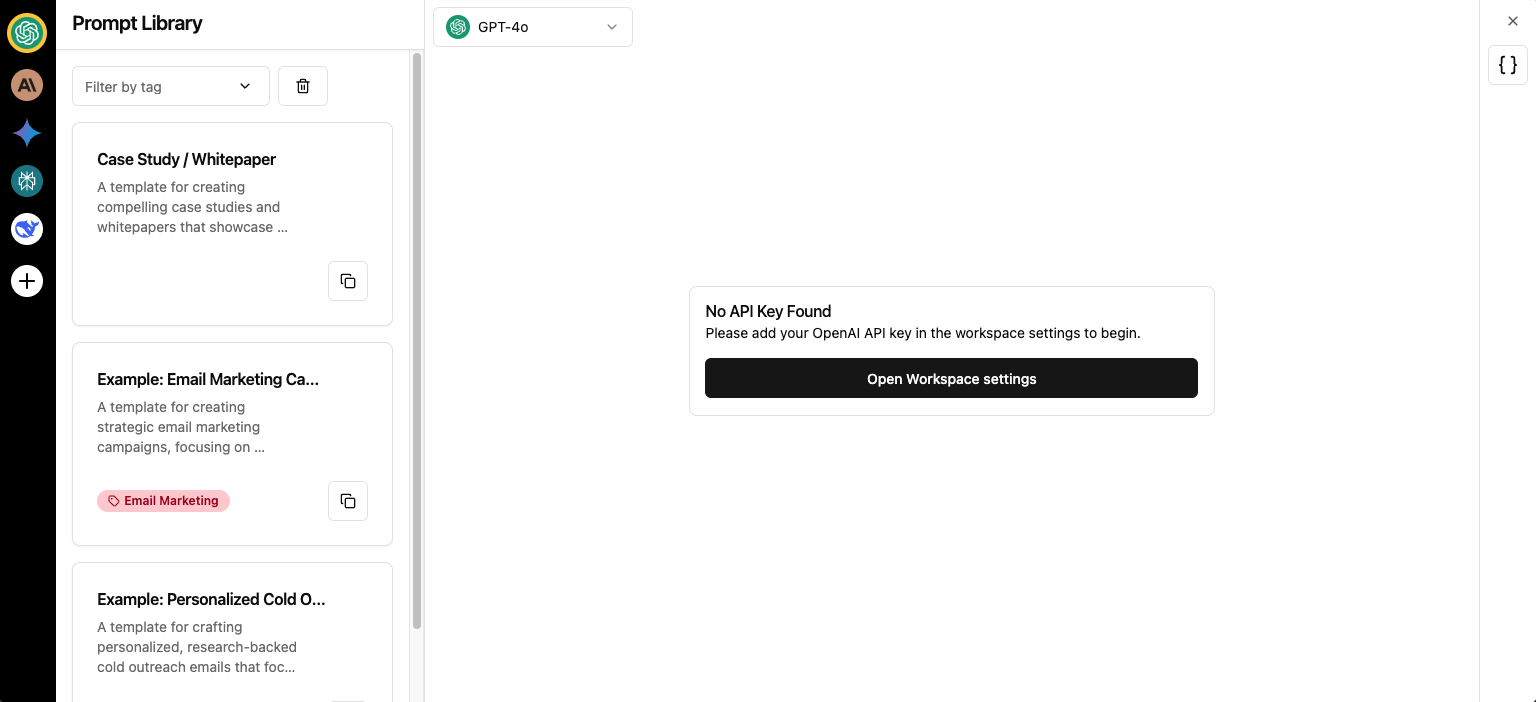 Prompt Library
Filter by tag
Case Study / Whitepaper
A template for creating
compelling case studies and
whitepapers that showcase ...
Example: Email Marketing Ca...
A template for creating
strategic email marketing
campaigns, focusing on ...
Email Marketing
Example: Personalized Cold O...
A template for crafting
personalized, research-backed
cold outreach emails that foc...
GPT-4o
No API Key Found
Please add your OpenAI API key in the workspace settings to begin.
Open Workspace settings
{ }